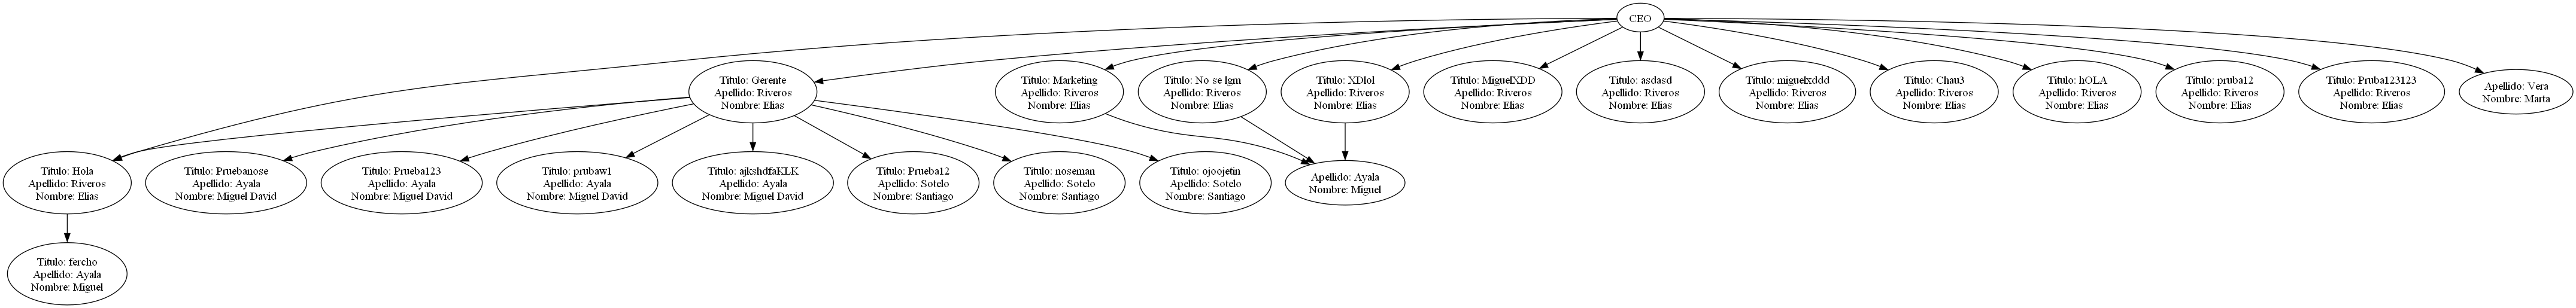 CEO
Titulo: Gerente
Apellido: Riveros
Nombre: Elias
Titulo: Marketing
Apellido: Riveros
Nombre: Elias
Titulo: No se lgm
Apellido: Riveros
Nombre: Elias
Titulo: XDlol
Apellido: Riveros
Nombre: Elias
Titulo: MiguelXDD
Apellido: Riveros
Nombre: Elias
Titulo: asdasd
Apellido: Riveros
Nombre: Elias
Titulo: miguelxddd
Apellido: Riveros
Nombre: Elias
Titulo: Chau3
Apellido: Riveros
Nombre: Elias
Titulo: hOLA
Apellido: Riveros
Nombre: Elias
Titulo: pruba12
Apellido: Riveros
Nombre: Elias
Titulo: Pruba123123
Apellido: Riveros
Nombre: Elias
Apellido: Vera
Nombre: Marta
Titulo: Hola
Apellido: Riveros
Nombre: Elias
Titulo: Pruebanose
Apellido: Ayala
Nombre: Miguel David
Titulo: Prueba123
Apellido: Ayala
Nombre: Miguel David
Titulo: prubaw1
Apellido: Ayala
Nombre: Miguel David
Titulo: ajkshdfaKLK
Apellido: Ayala
Nombre: Miguel David
Titulo: Prueba12
Apellido: Sotelo
Nombre: Santiago
Titulo: noseman
Apellido: Sotelo
Nombre: Santiago
Titulo: ojoojetin
Apellido: Sotelo
Nombre: Santiago
Apellido: Ayala
Nombre: Miguel
Titulo: fercho
Apellido: Ayala
Nombre: Miguel